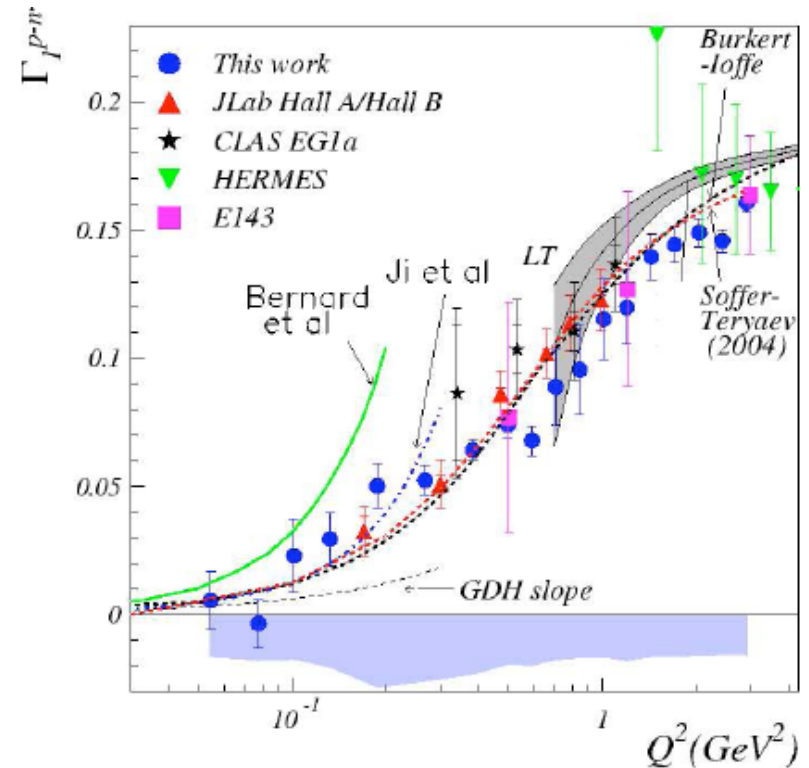 Γ₁ᵖ⁻ⁿ
This work
JLab Hall A/Hall B
CLAS EG1a
HERMES
E143
Burkert
-Ioffe
LT
Ji et al
Bernard
et al
Soffer-
Teryaev
(2004)
GDH slope
0.2
0.15
0.1
0.05
0
10⁻¹
1
Q²(GeV²)